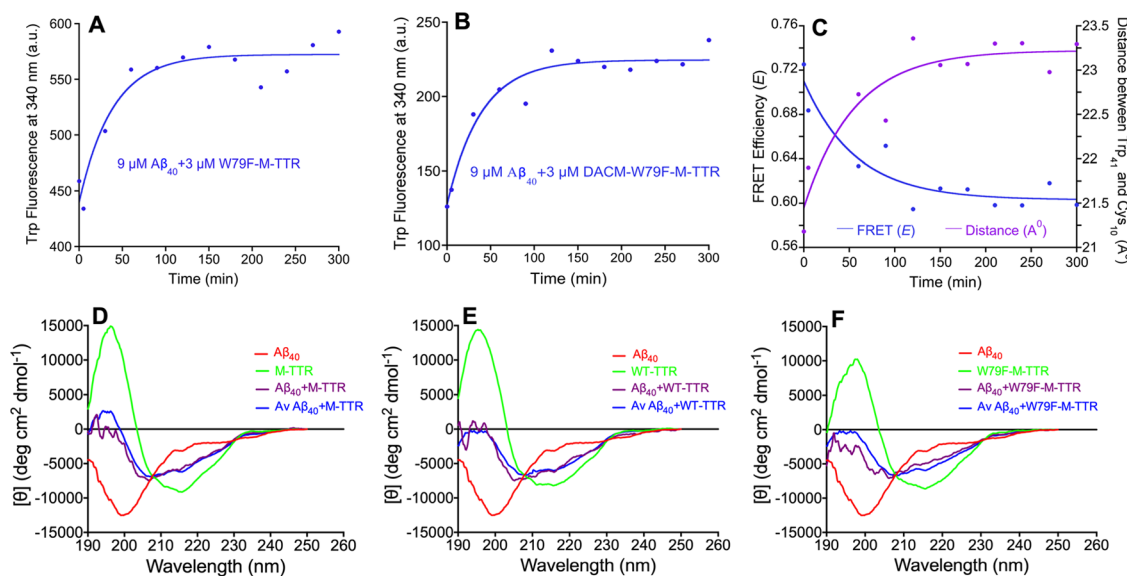 A
Trp Fluorescence at 340 nm (a.u.)
600
550
500
450
400
9 µM Aβ40+3 µM W79F-M-TTR
0 50 100 150 200 250 300
Time (min)
B
Trp Fluorescence at 340 nm (a.u.)
250
200
150
100
9 µM Aβ40+3 µM DACM-W79F-M-TTR
0 50 100 150 200 250 300
Time (min)
C
FRET Efficiency (E)
0.76
0.72
0.68
0.64
0.60
0.56
FRET (E)
Distance (A0)
0 50 100 150 200 250 300
Time (min)
23.5
23
22.5
22
21.5
21
Distance between Trp41 and Cys10 (A0)
D
[θ] (deg cm2 dmol-1)
15000
10000
5000
0
-5000
-10000
-15000
Aβ40
M-TTR
Aβ40+M-TTR
Av Aβ40+M-TTR
190 200 210 220 230 240 250 260
Wavelength (nm)
E
[θ] (deg cm2 dmol-1)
15000
10000
5000
0
-5000
-10000
-15000
Aβ40
WT-TTR
Aβ40+WT-TTR
Av Aβ40+WT-TTR
190 200 210 220 230 240 250 260
Wavelength (nm)
F
[θ] (deg cm2 dmol-1)
15000
10000
5000
0
-5000
-10000
-15000
Aβ40
W79F-M-TTR
Aβ40+W79F-M-TTR
Av Aβ40+W79F-M-TTR
190 200 210 220 230 240 250 260
Wavelength (nm)